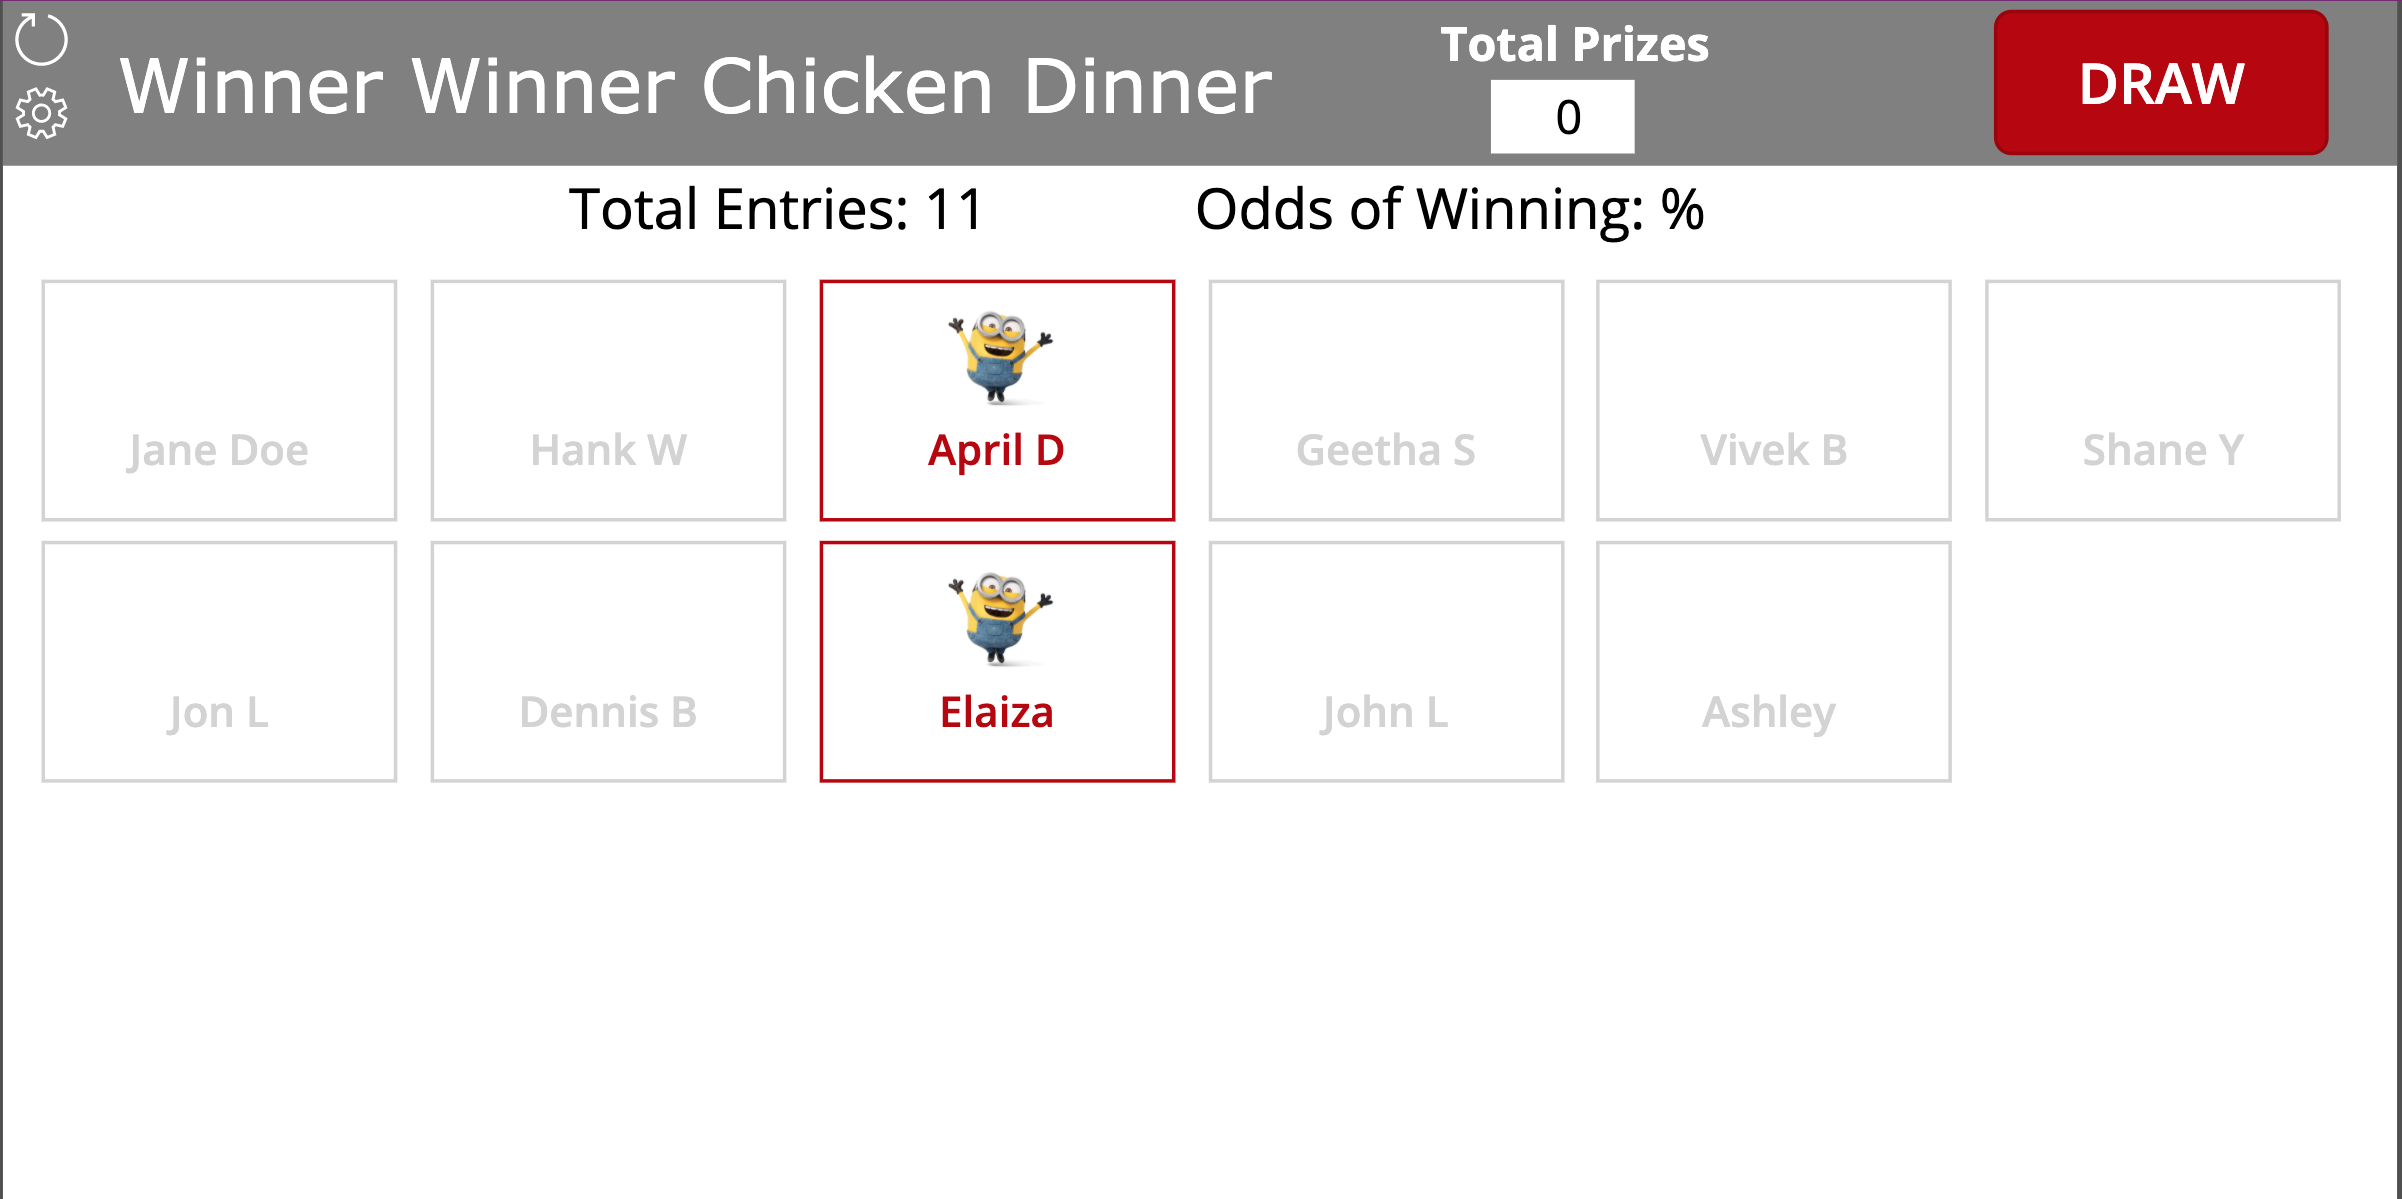 Winner Winner Chicken Dinner
Total Prizes
0
DRAW
Total Entries: 11
Odds of Winning: %
Jane Doe
Hank W
April D
Geetha S
Vivek B
Shane Y
Jon L
Dennis B
Elaiza
John L
Ashley